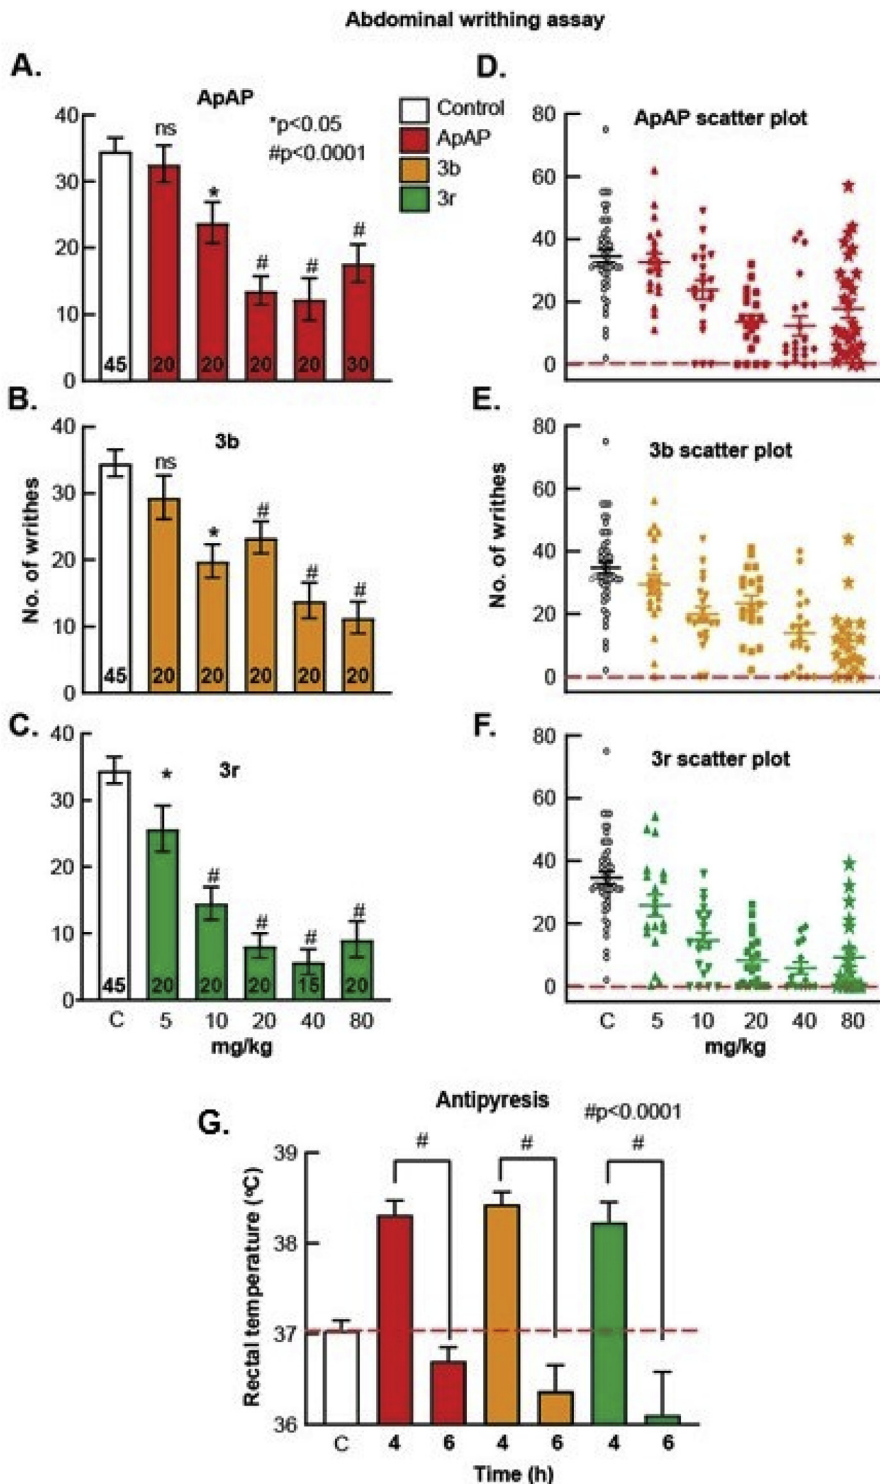 Abdominal writhing assay
A.
ApAP
*p<0.05
#p<0.0001
Control
ApAP
3b
3r
40
30
20
10
0
ns
*
#
#
#
45
20
20
20
20
30
D.
ApAP scatter plot
80
60
40
20
0
B.
3b
No. of writhes
40
30
20
10
0
ns
*
#
#
#
45
20
20
20
20
20
E.
3b scatter plot
No. of writhes
80
60
40
20
0
C.
3r
40
30
20
10
0
*
#
#
#
#
45
20
20
20
15
20
C 5 10 20 40 80
mg/kg
F.
3r scatter plot
80
60
40
20
0
C 5 10 20 40 80
mg/kg
G.
Antipyresis
#p<0.0001
Rectal temperature (ºC)
39
38
37
36
#
#
#
C 4 6 4 6 4 6
Time (h)